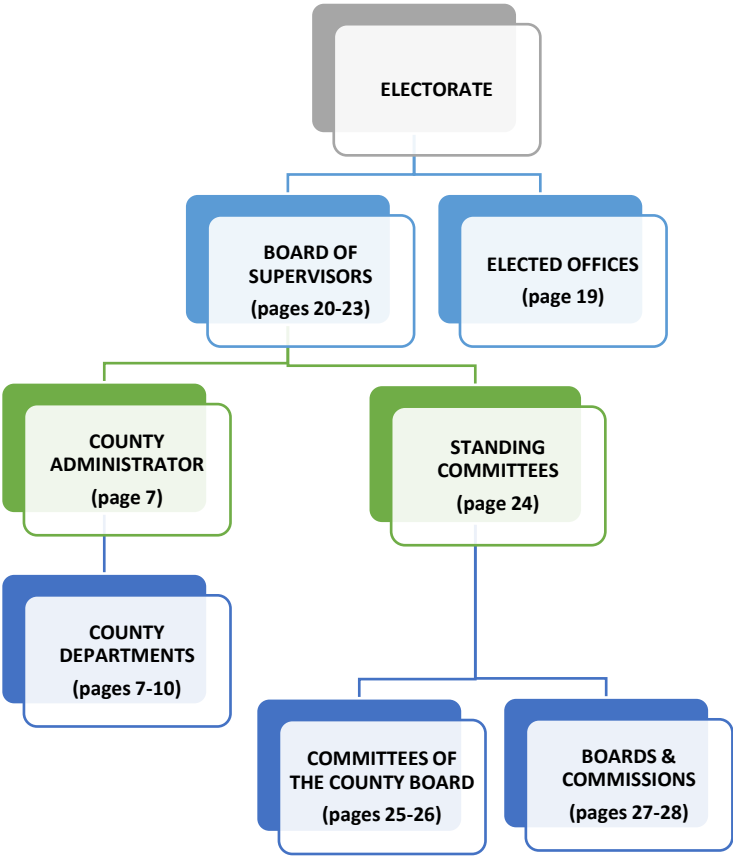 ELECTORATE
BOARD OF
SUPERVISORS
(pages 20-23)
ELECTED OFFICES
(page 19)
COUNTY
ADMINISTRATOR
(page 7)
STANDING
COMMITTEES
(page 24)
COUNTY
DEPARTMENTS
(pages 7-10)
COMMITTEES OF
THE COUNTY BOARD
(pages 25-26)
BOARDS &
COMMISSIONS
(pages 27-28)